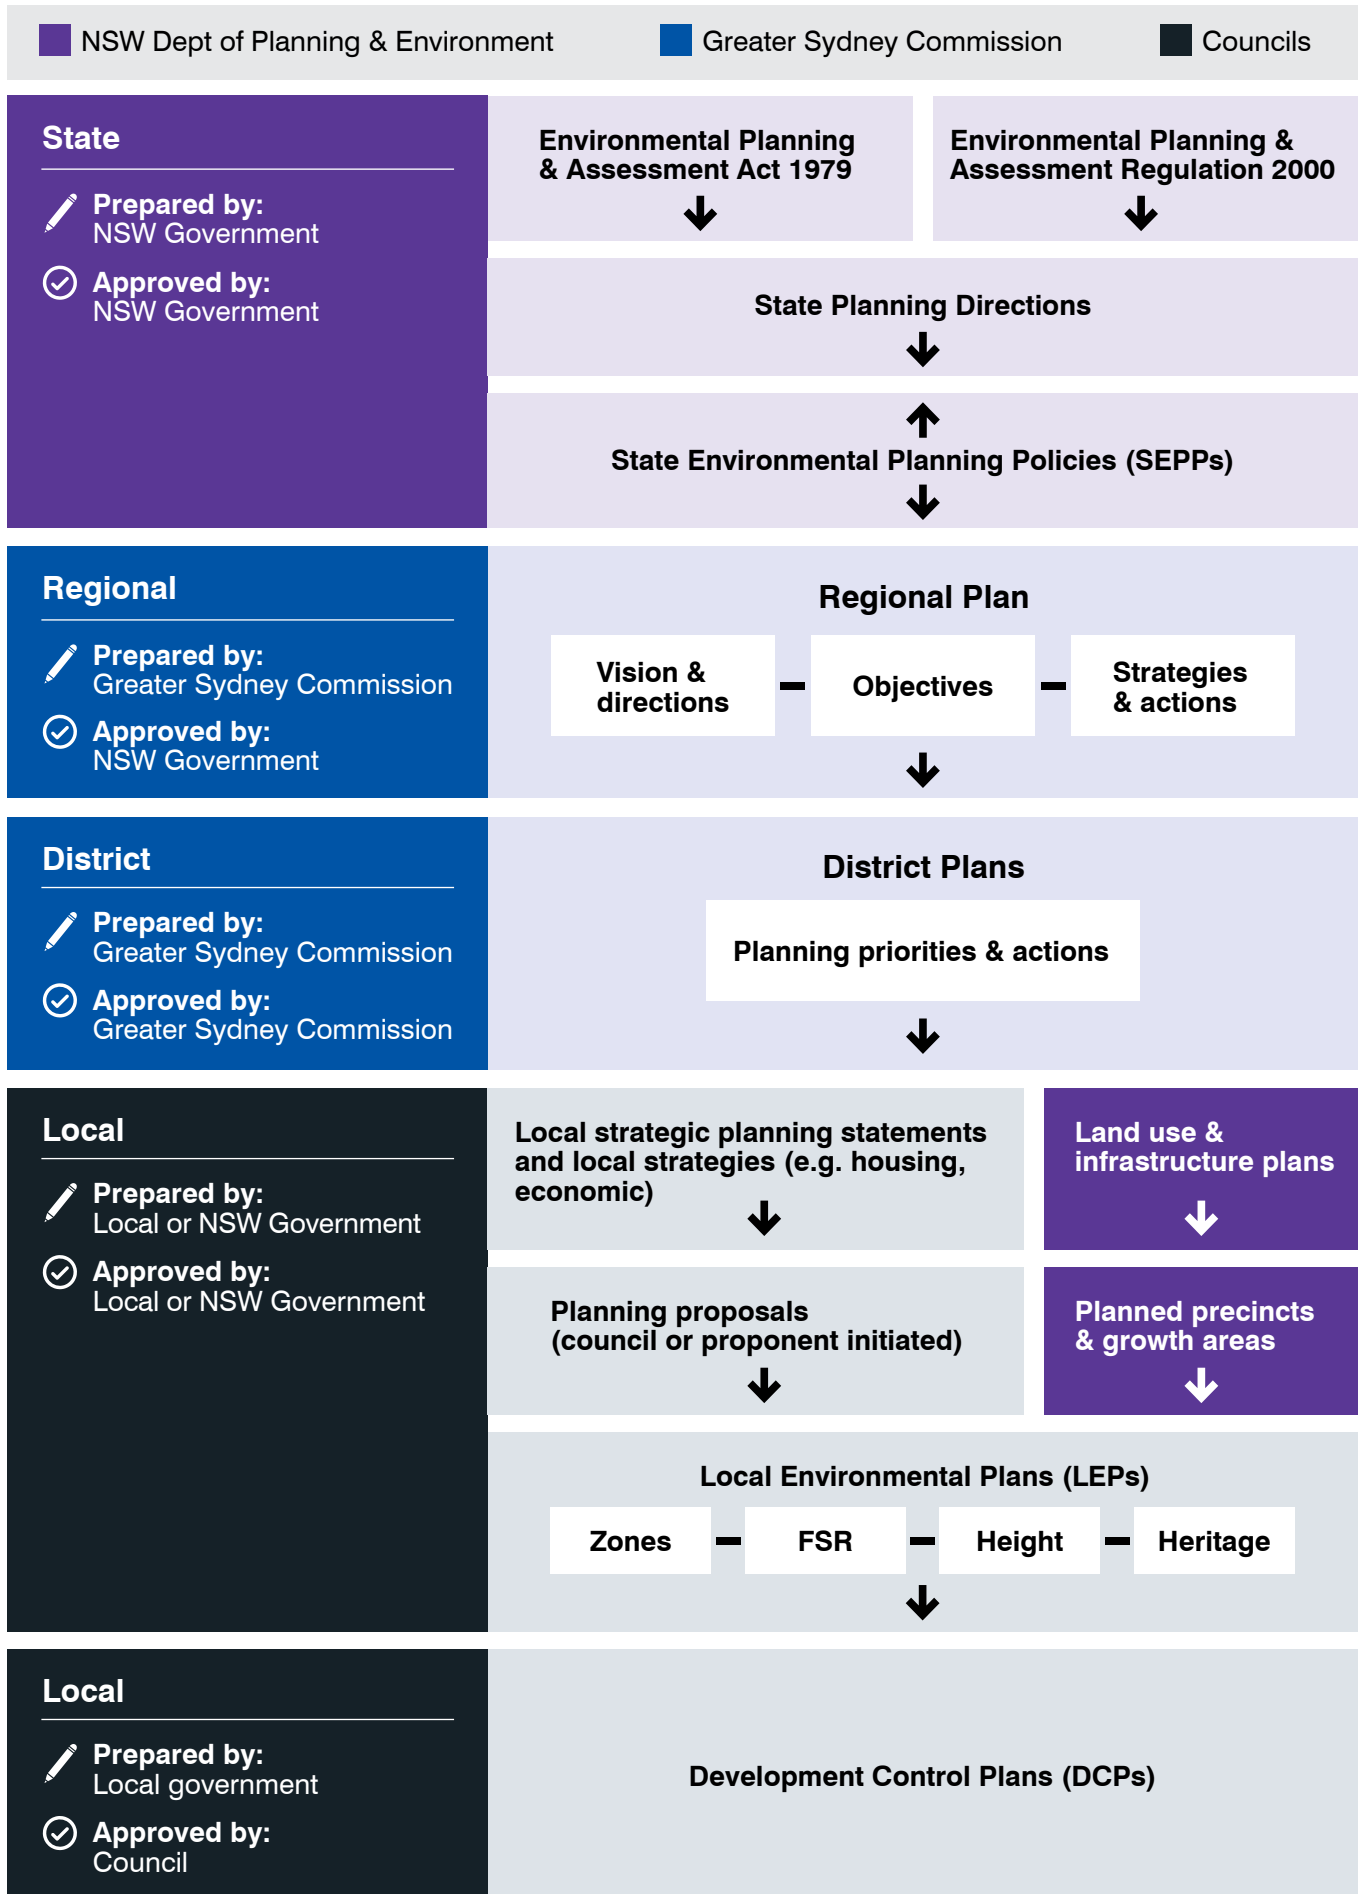 NSW Dept of Planning & Environment
Greater Sydney Commission
Councils
State
Prepared by:
NSW Government
Approved by:
NSW Government
Environmental Planning
& Assessment Act 1979
Environmental Planning &
Assessment Regulation 2000
State Planning Directions
State Environmental Planning Policies (SEPPs)
Regional
Prepared by:
Greater Sydney Commission
Approved by:
NSW Government
Regional Plan
Vision &
directions
Objectives
Strategies
& actions
District
Prepared by:
Greater Sydney Commission
Approved by:
Greater Sydney Commission
District Plans
Planning priorities & actions
Local
Prepared by:
Local or NSW Government
Approved by:
Local or NSW Government
Local strategic planning statements
and local strategies (e.g. housing,
economic)
Land use &
infrastructure plans
Planning proposals
(council or proponent initiated)
Planned precincts
& growth areas
Local Environmental Plans (LEPs)
Zones
FSR
Height
Heritage
Local
Prepared by:
Local government
Approved by:
Council
Development Control Plans (DCPs)